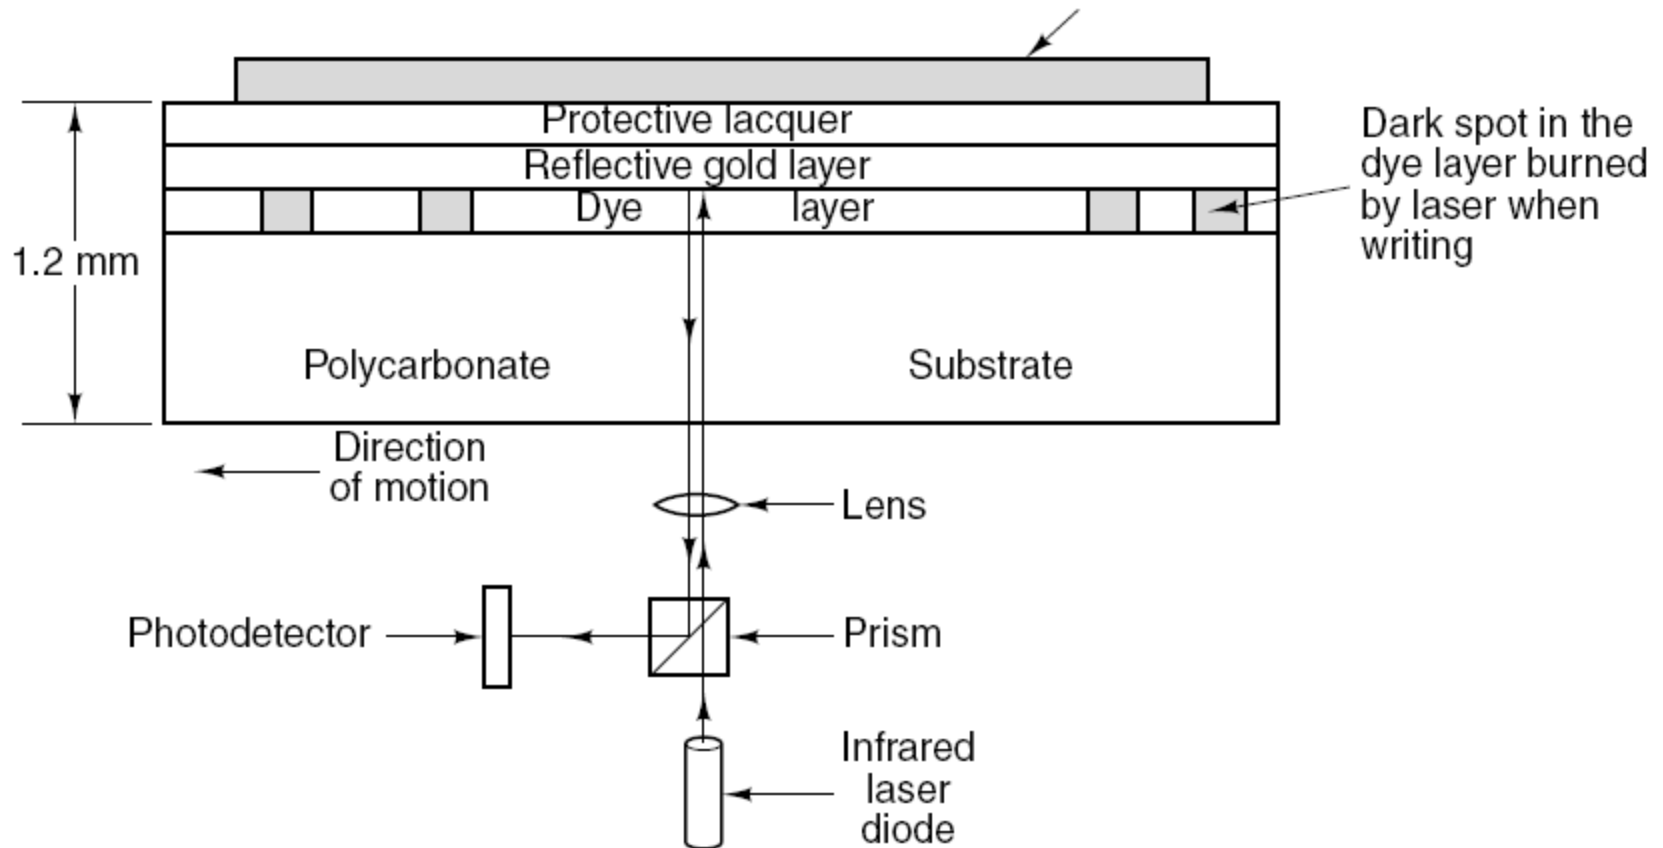 Protective lacquer
Reflective gold layer
Dye layer
Dark spot in the
dye layer burned
by laser when
writing
1.2 mm
Polycarbonate
Substrate
Direction
of motion
Lens
Photodetector
Prism
Infrared
laser
diode